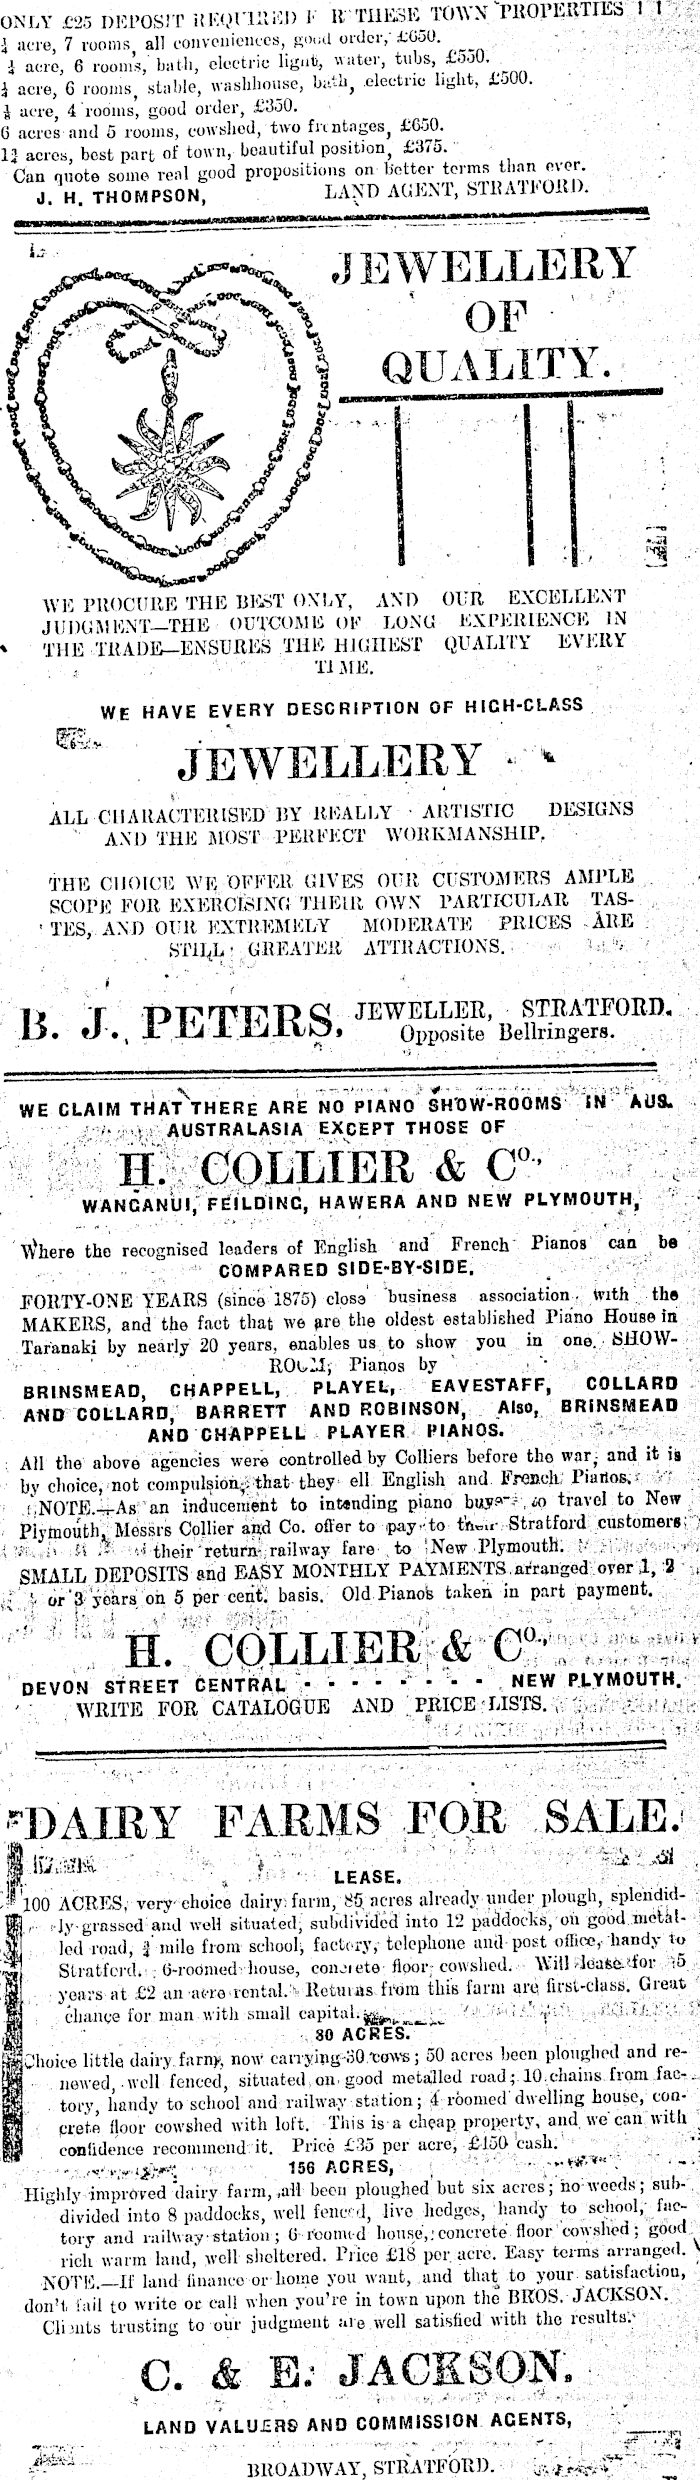 ONLY £25 DEPOSIT REQUIRED F R THESE TOWN PROPERTIES ! !
¼ acre, 7 rooms, all conveniences, good order, £650.
¼ acre, 6 rooms, bath, electric light, water, tubs, £550.
¼ acre, 6 rooms, stable, washhouse, bath, electric light, £500.
⅛ acre, 4 rooms, good order, £350.
6 acres and 5 rooms, cowshed, two frontages, £650.
1¾ acres, best part of town, beautiful position, £375.
Can quote some real good propositions on better terms than ever.
J. H. THOMPSON, LAND AGENT, STRATFORD.
JEWELLERY
OF
QUALITY.
WE PROCURE THE BEST ONLY, AND OUR EXCELLENT
JUDGMENT—THE OUTCOME OF LONG EXPERIENCE IN
THE TRADE—ENSURES THE HIGHEST QUALITY EVERY
TIME.
WE HAVE EVERY DESCRIPTION OF HIGH-CLASS
JEWELLERY
ALL CHARACTERISED BY REALLY ARTISTIC DESIGNS
AND THE MOST PERFECT WORKMANSHIP.
THE CHOICE WE OFFER GIVES OUR CUSTOMERS AMPLE
SCOPE FOR EXERCISING THEIR OWN PARTICULAR TAS-
TES, AND OUR EXTREMELY MODERATE PRICES ARE
STILL GREATER ATTRACTIONS.
B. J. PETERS, JEWELLER, STRATFORD.
Opposite Bellringers.
WE CLAIM THAT THERE ARE NO PIANO SHOW-ROOMS IN AUS.
AUSTRALASIA EXCEPT THOSE OF
H. COLLIER & CO.,
WANGANUI, FEILDING, HAWERA AND NEW PLYMOUTH,
Where the recognised leaders of English and French Pianos can be
COMPARED SIDE-BY-SIDE.
FORTY-ONE YEARS (since 1875) close business association with the
MAKERS, and the fact that we are the oldest established Piano House in
Taranaki by nearly 20 years, enables us to show you in one SHOW-
ROOM, Pianos by
BRINSMEAD, CHAPPELL, PLAYEL, EAVESTAFF, COLLARD
AND COLLARD, BARRETT AND ROBINSON, Also, BRINSMEAD
AND CHAPPELL PLAYER PIANOS.
All the above agencies were controlled by Colliers before the war, and it is
by choice, not compulsion, that they ell English and French Pianos.
NOTE.—As an inducement to intending piano buyers to travel to New
Plymouth, Messrs Collier and Co. offer to pay to their Stratford customers
their return railway fare to New Plymouth.
SMALL DEPOSITS and EASY MONTHLY PAYMENTS arranged over 1, 2
or 3 years on 5 per cent. basis. Old Pianos taken in part payment.
H. COLLIER & CO.,
DEVON STREET CENTRAL - - - - - - - - NEW PLYMOUTH.
WRITE FOR CATALOGUE AND PRICE LISTS.
DAIRY FARMS FOR SALE.
LEASE.
100 ACRES, very choice dairy farm, 85 acres already under plough, splendid-
ly grassed and well situated, subdivided into 12 paddocks, on good metal-
led road, ¾ mile from school, factory, telephone and post office, handy to
Stratford. 6-roomed house, concrete floor cowshed. Will lease for 5
years at £2 an acre rental. Returns from this farm are first-class. Great
chance for man with small capital.
80 ACRES.
Choice little dairy farm, now carrying 30 cows; 50 acres been ploughed and re-
newed, well fenced, situated on good metalled road; 10 chains from fac-
tory, handy to school and railway station; 4 roomed dwelling house, con-
crete floor cowshed with loft. This is a cheap property, and we can with
confidence recommend it. Price £35 per acre, £150 cash.
156 ACRES,
Highly improved dairy farm, all been ploughed but six acres; no weeds; sub-
divided into 8 paddocks, well fenced, live hedges, handy to school, fac-
tory and railway station; 6 roomed house, concrete floor cowshed; good
rich warm land, well sheltered. Price £18 per acre. Easy terms arranged.
NOTE.—If land finance or home you want, and that to your satisfaction,
don't fail to write or call when you're in town upon the BROS. JACKSON.
Clients trusting to our judgment are well satisfied with the results.
C. & E. JACKSON,
LAND VALUERS AND COMMISSION AGENTS,
BROADWAY, STRATFORD.